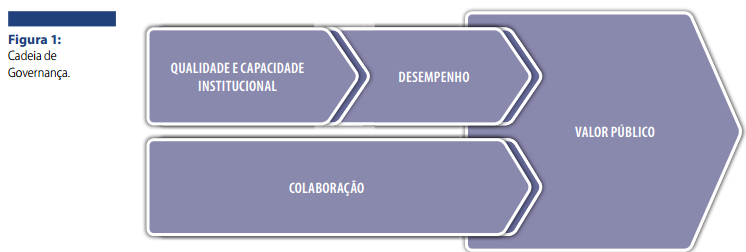 Figura 1:
Cadeia de
Governança.
QUALIDADE E CAPACIDADE
INSTITUCIONAL
DESEMPENHO
VALOR PÚBLICO
COLABORAÇÃO